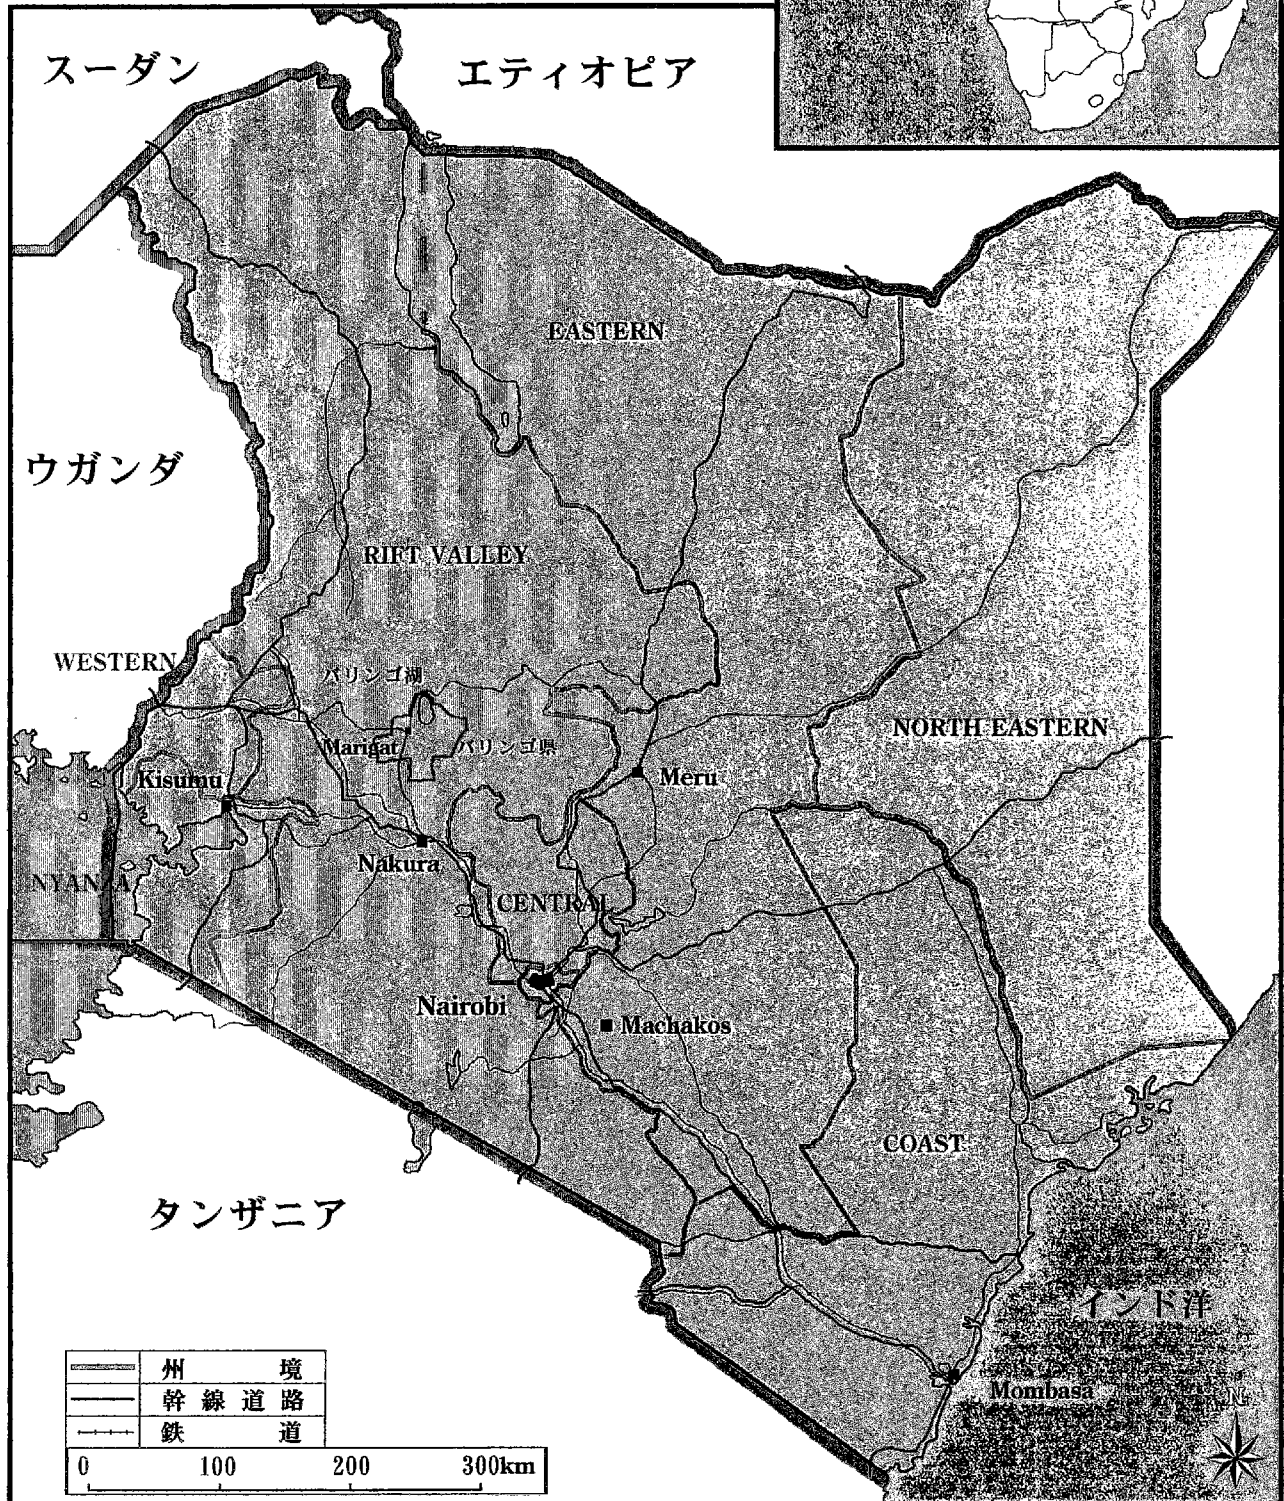 スーダン
エティオピア
EASTERN
ウガンダ
RIFT VALLEY
WESTERN
バリンゴ湖
NORTH EASTERN
Marigat
バリンゴ県
Kisumu
Meru
Nakura
NYANZA
CENTRAL
Nairobi
Machakos
COAST
タンザニア
インド洋
Mombasa
N
州境
幹線道路
鉄道
0 100 200 300km